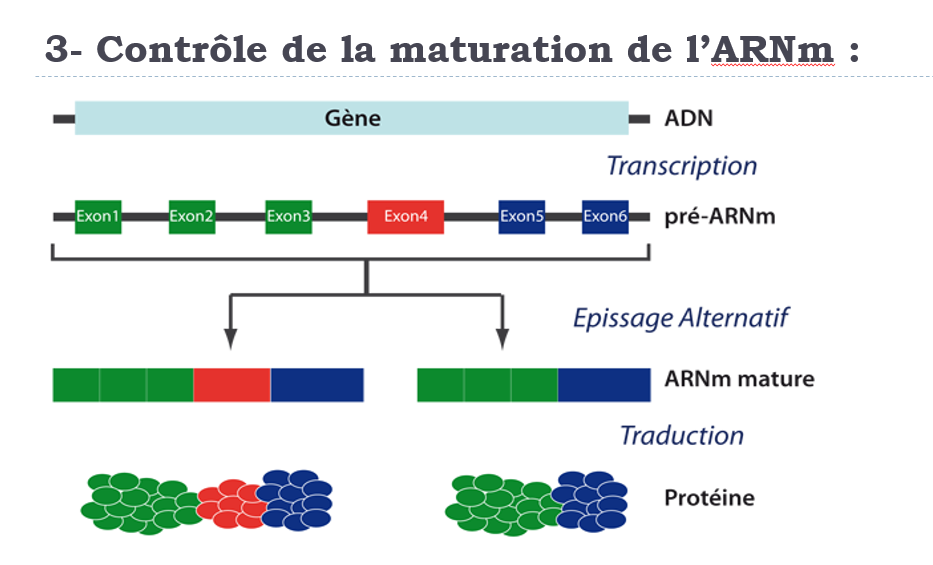 3- Contrôle de la maturation de l’ARNm :
Gène
ADN
Transcription
Exon1 Exon2 Exon3 Exon4 Exon5 Exon6
pré-ARNm
Epissage Alternatif
ARNm mature
Traduction
Protéine